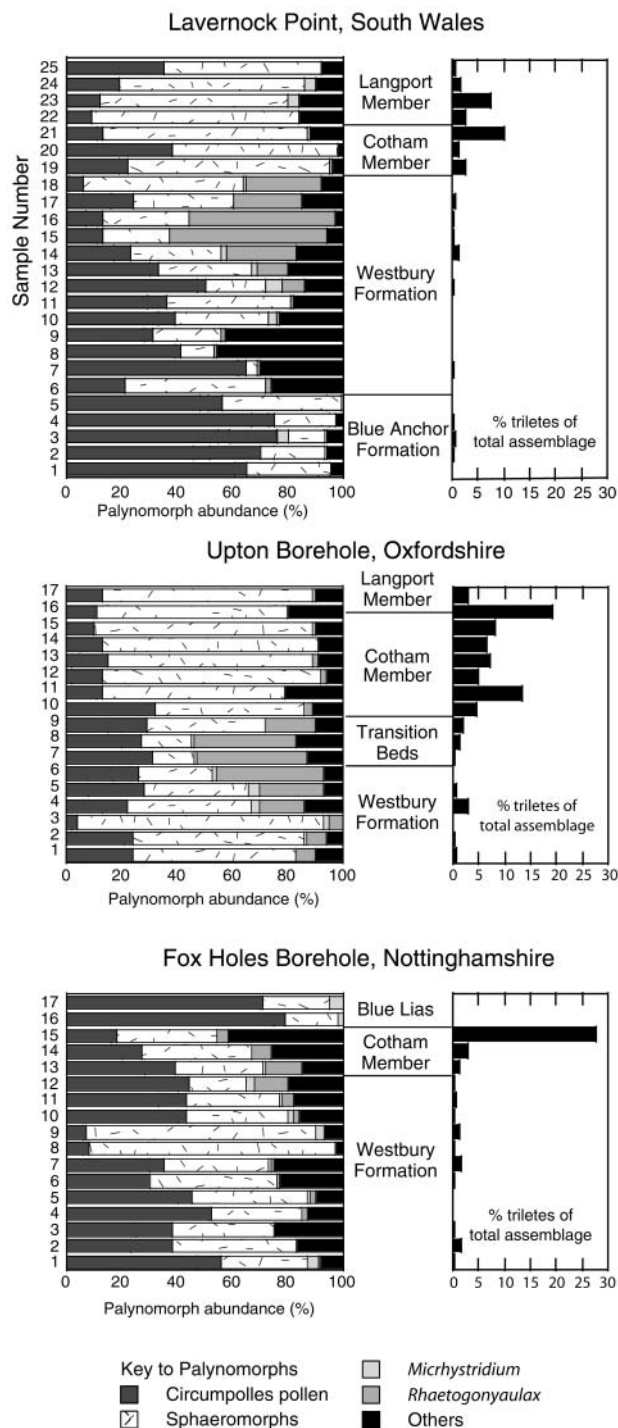 Lavernock Point, South Wales
Sample Number
25
24
23
22
21
20
19
18
17
16
15
14
13
12
11
10
9
8
7
6
5
4
3
2
1
Langport
Member
Cotham
Member
Westbury
Formation
Blue Anchor
Formation
% triletes of
total assemblage
0 20 40 60 80 100
0 5 10 15 20 25 30
Palynomorph abundance (%)
Upton Borehole, Oxfordshire
17
16
15
14
13
12
11
10
9
8
7
6
5
4
3
2
1
Langport
Member
Cotham
Member
Transition
Beds
Westbury
Formation
% triletes of
total assemblage
0 20 40 60 80 100
0 5 10 15 20 25 30
Palynomorph abundance (%)
Fox Holes Borehole, Nottinghamshire
17
16
15
14
13
12
11
10
9
8
7
6
5
4
3
2
1
Blue Lias
Cotham
Member
Westbury
Formation
% triletes of
total assemblage
0 20 40 60 80 100
0 5 10 15 20 25 30
Palynomorph abundance (%)
Key to Palynomorphs
Circumpolles pollen
Sphaeromorphs
Micrhystridium
Rhaetogonyaulax
Others